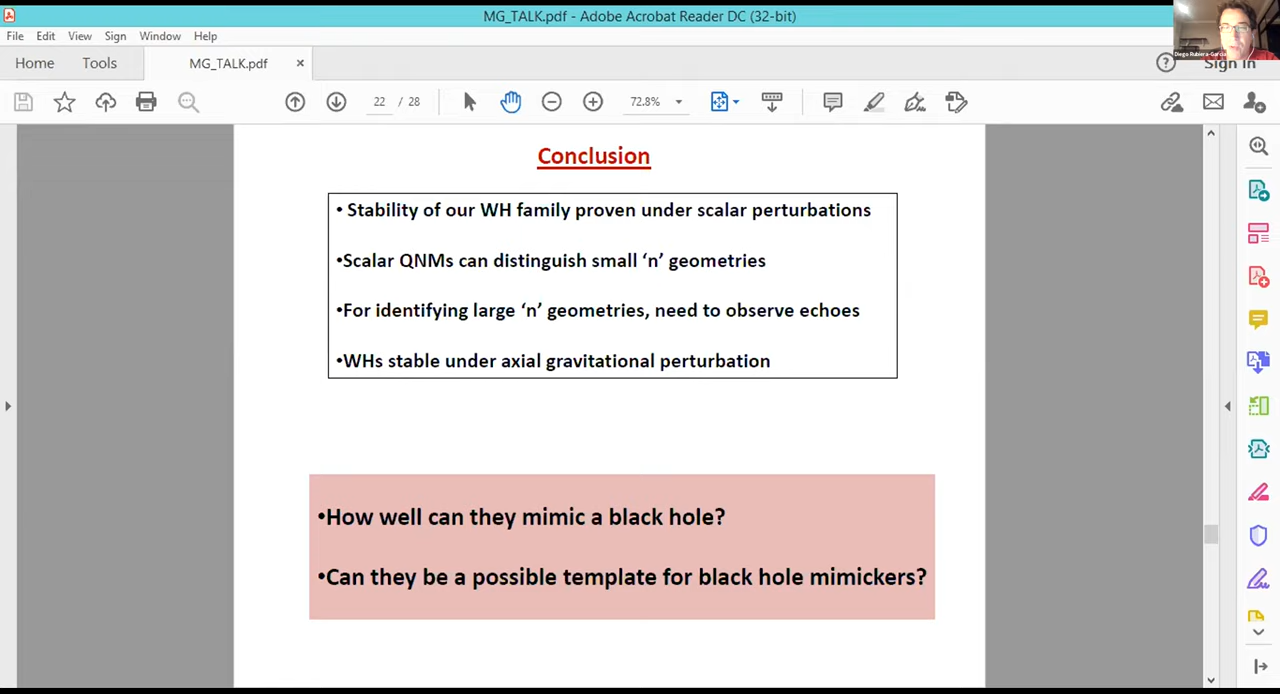 MG_TALK.pdf - Adobe Acrobat Reader DC (32-bit)
File Edit View Sign Window Help
Home Tools MG_TALK.pdf × Sign In
22 / 28 72.8%
Conclusion
• Stability of our WH family proven under scalar perturbations
•Scalar QNMs can distinguish small ‘n’ geometries
•For identifying large ‘n’ geometries, need to observe echoes
•WHs stable under axial gravitational perturbation
•How well can they mimic a black hole?
•Can they be a possible template for black hole mimickers?